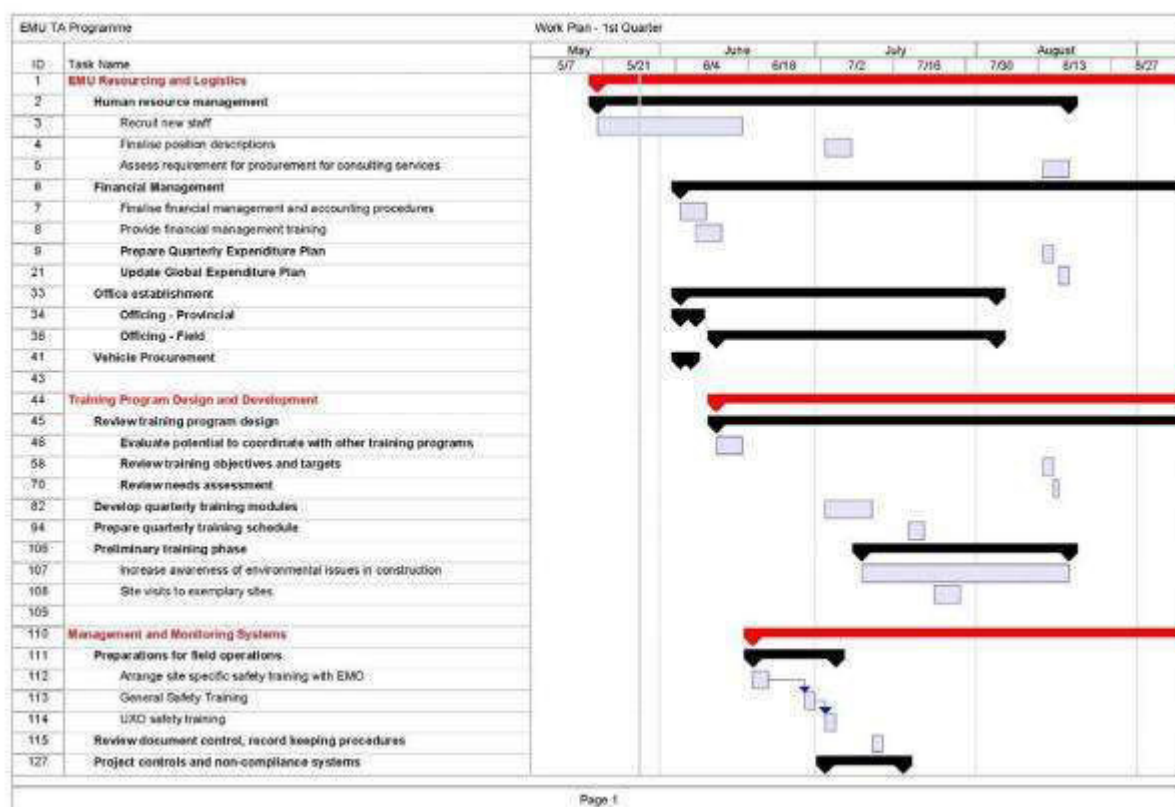 EMU TA Programme Work Plan - 1st Quarter
May June July August
ID Task Name 5/7 5/21 6/4 6/18 7/2 7/16 7/30 8/13 8/27
1 EMU Resourcing and Logistics
2 Human resource management
3 Recruit new staff
4 Finalise position descriptions
5 Assess requirement for procurement for consulting services
6 Financial Management
7 Finalise financial management and accounting procedures
8 Provide financial management training
9 Prepare Quarterly Expenditure Plan
21 Update Global Expenditure Plan
33 Office establishment
34 Officing - Provincial
36 Officing - Field
41 Vehicle Procurement
43
44 Training Program Design and Development
45 Review training program design
46 Evaluate potential to coordinate with other training programs
58 Review training objectives and targets
70 Review needs assessment
82 Develop quarterly training modules
94 Prepare quarterly training schedule
106 Preliminary training phase
107 Increase awareness of environmental issues in construction
108 Site visits to exemplary sites
109
110 Management and Monitoring Systems
111 Preparations for field operations
112 Arrange site specific safety training with EMO
113 General Safety Training
114 UXO safety training
115 Review document control, record keeping procedures
127 Project controls and non-compliance systems
Page 1